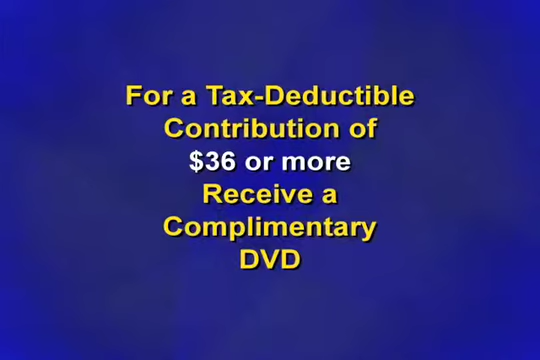 For a Tax-Deductible
Contribution of
$36 or more
Receive a
Complimentary
DVD